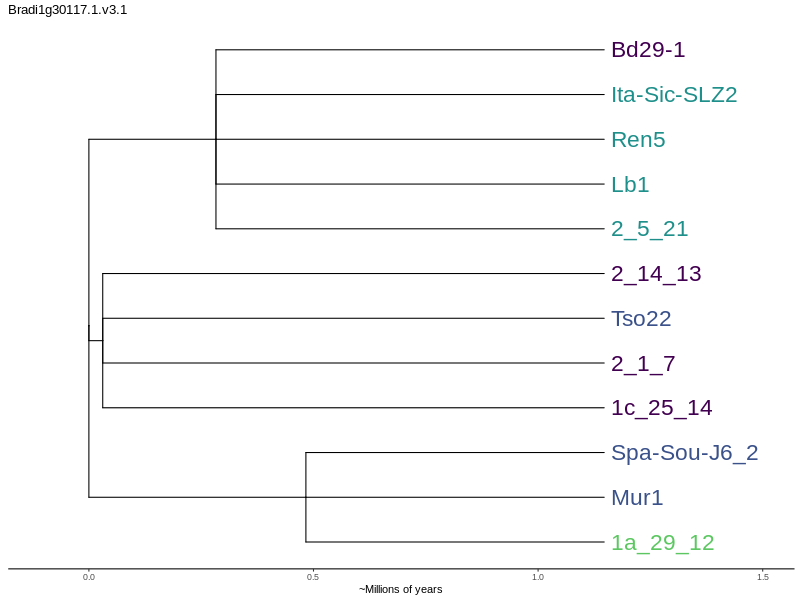 Bradi1g30117.1.v3.1
Bd29-1
Ita-Sic-SLZ2
Ren5
Lb1
2_5_21
2_14_13
Tso22
2_1_7
1c_25_14
Spa-Sou-J6_2
Mur1
1a_29_12
0.0 0.5 1.0 1.5
~Millions of years